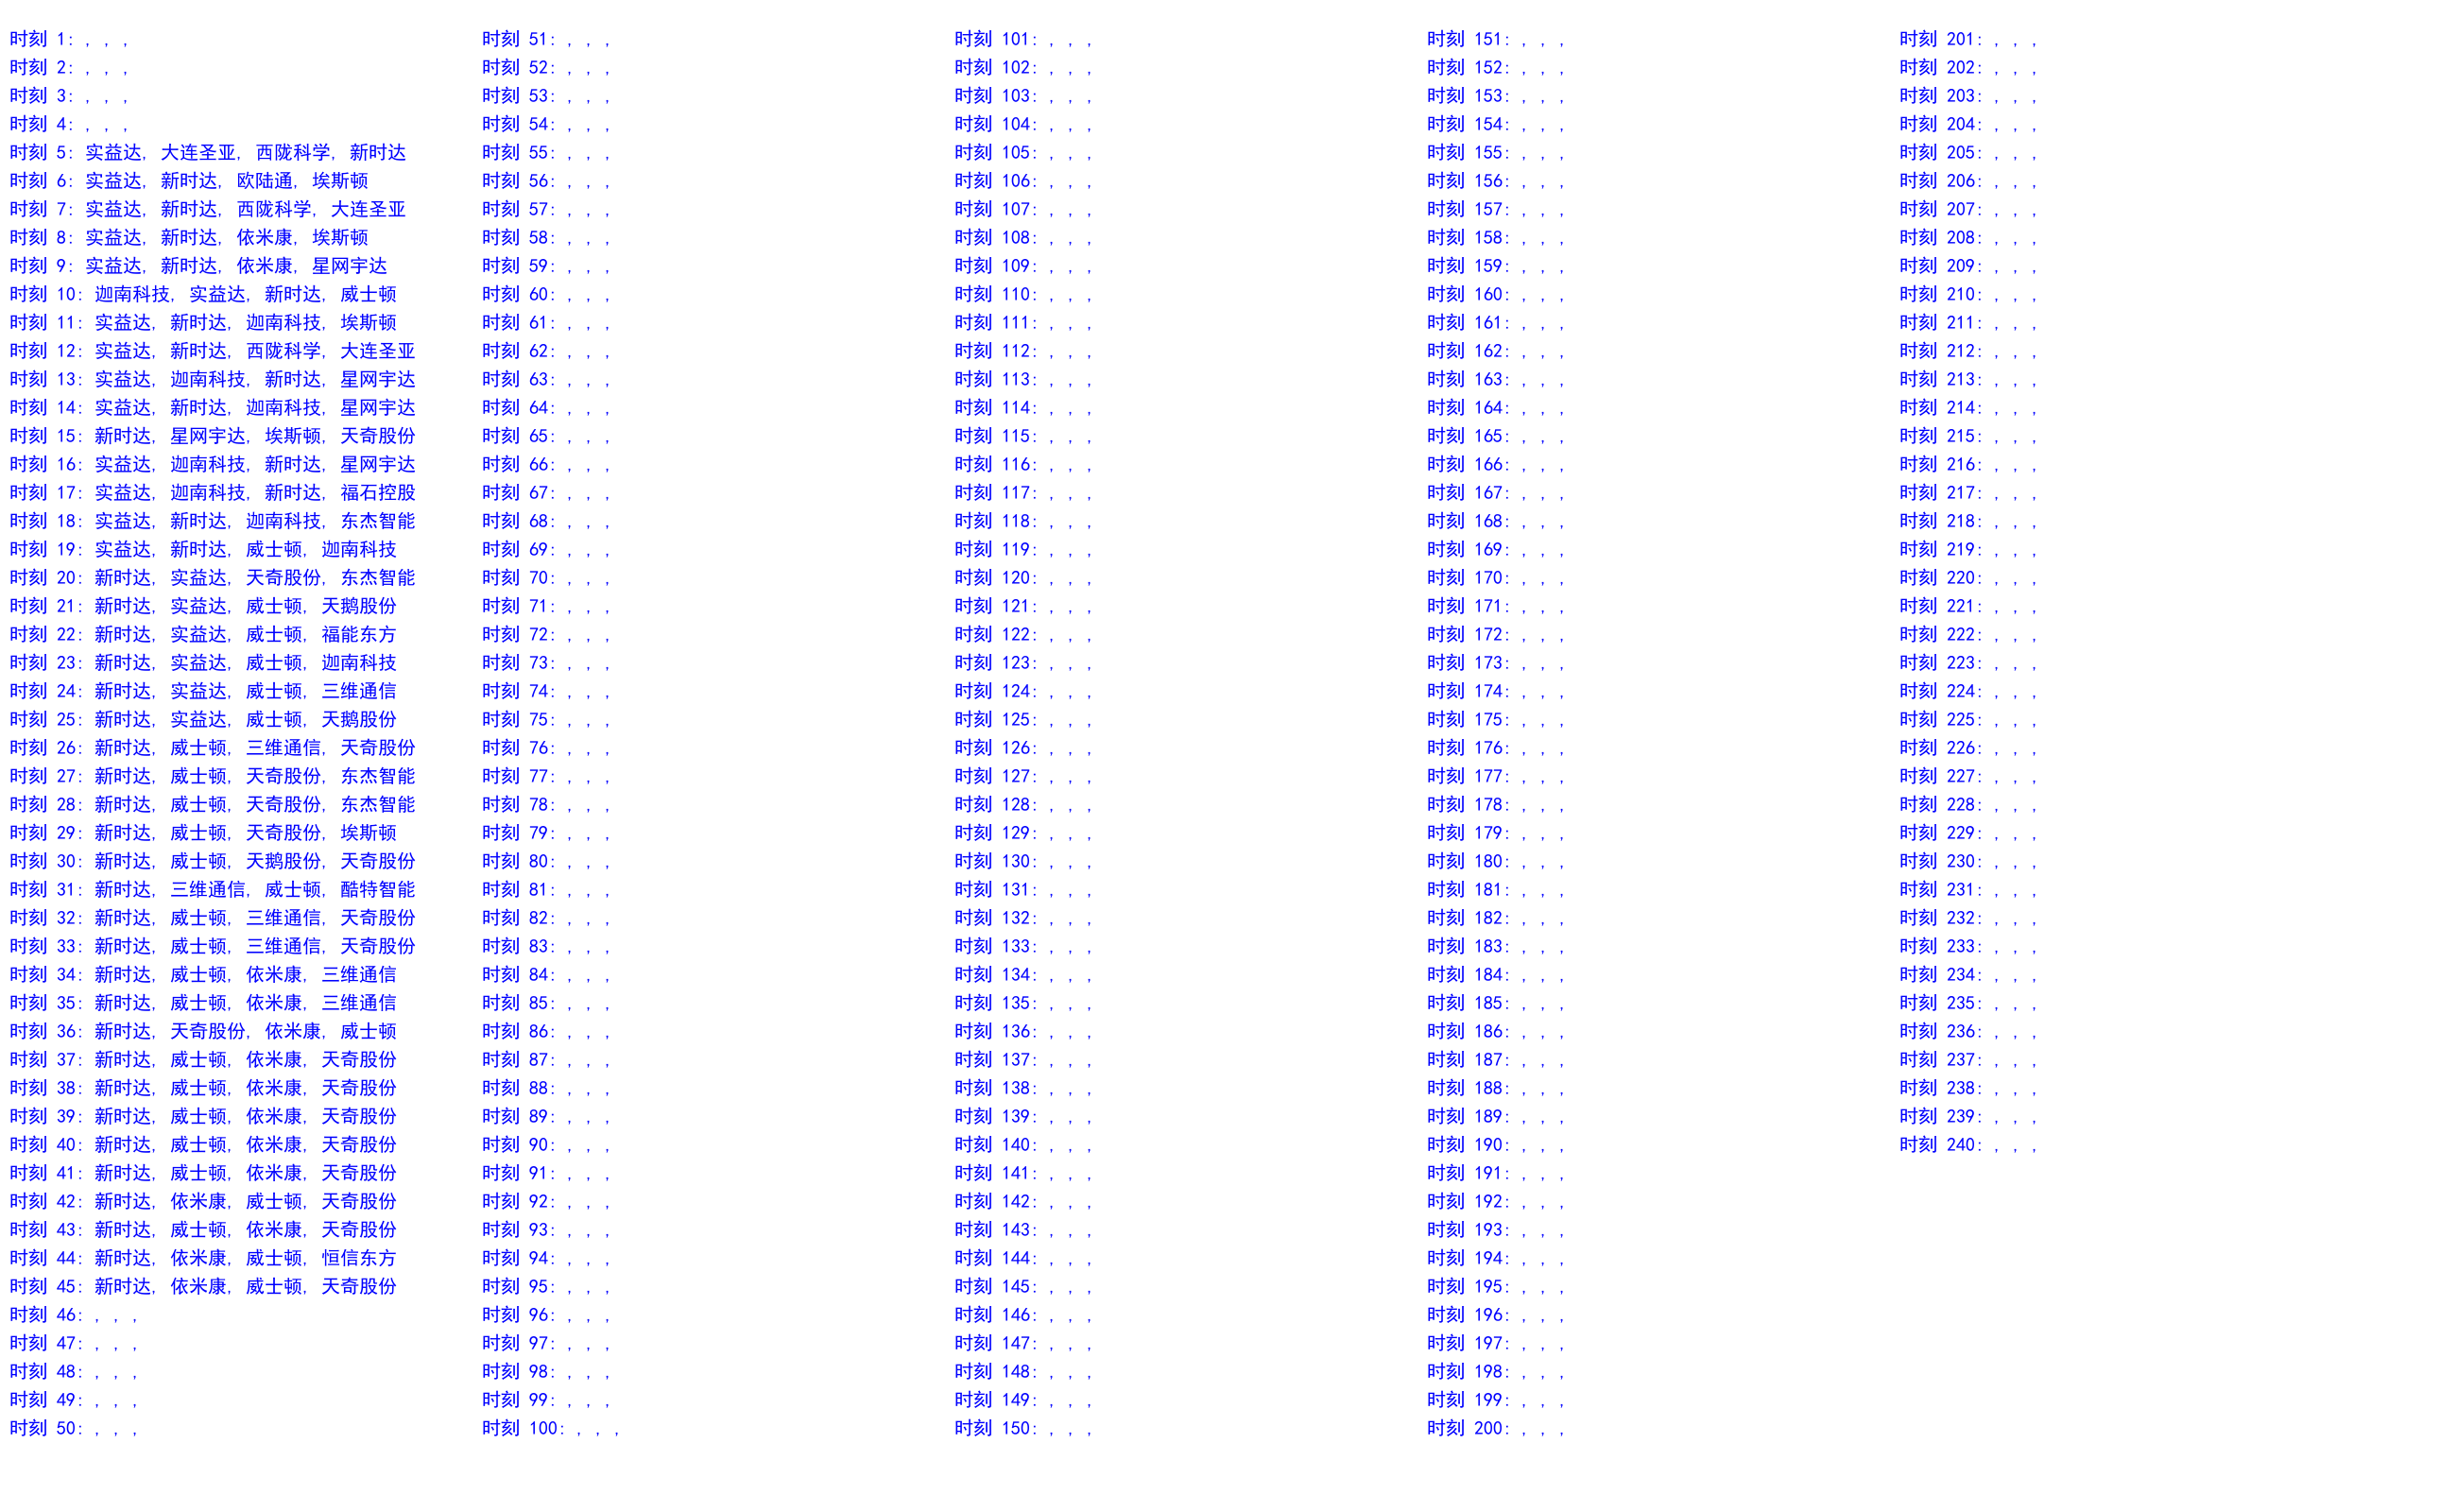 时刻 1: , , ,
时刻 2: , , ,
时刻 3: , , ,
时刻 4: , , ,
时刻 5: 实益达, 大连圣亚, 西陇科学, 新时达
时刻 6: 实益达, 新时达, 欧陆通, 埃斯顿
时刻 7: 实益达, 新时达, 西陇科学, 大连圣亚
时刻 8: 实益达, 新时达, 依米康, 埃斯顿
时刻 9: 实益达, 新时达, 依米康, 星网宇达
时刻 10: 迦南科技, 实益达, 新时达, 威士顿
时刻 11: 实益达, 新时达, 迦南科技, 埃斯顿
时刻 12: 实益达, 新时达, 西陇科学, 大连圣亚
时刻 13: 实益达, 迦南科技, 新时达, 星网宇达
时刻 14: 实益达, 新时达, 迦南科技, 星网宇达
时刻 15: 新时达, 星网宇达, 埃斯顿, 天奇股份
时刻 16: 实益达, 迦南科技, 新时达, 星网宇达
时刻 17: 实益达, 迦南科技, 新时达, 福石控股
时刻 18: 实益达, 新时达, 迦南科技, 东杰智能
时刻 19: 实益达, 新时达, 威士顿, 迦南科技
时刻 20: 新时达, 实益达, 天奇股份, 东杰智能
时刻 21: 新时达, 实益达, 威士顿, 天鹅股份
时刻 22: 新时达, 实益达, 威士顿, 福能东方
时刻 23: 新时达, 实益达, 威士顿, 迦南科技
时刻 24: 新时达, 实益达, 威士顿, 三维通信
时刻 25: 新时达, 实益达, 威士顿, 天鹅股份
时刻 26: 新时达, 威士顿, 三维通信, 天奇股份
时刻 27: 新时达, 威士顿, 天奇股份, 东杰智能
时刻 28: 新时达, 威士顿, 天奇股份, 东杰智能
时刻 29: 新时达, 威士顿, 天奇股份, 埃斯顿
时刻 30: 新时达, 威士顿, 天鹅股份, 天奇股份
时刻 31: 新时达, 三维通信, 威士顿, 酷特智能
时刻 32: 新时达, 威士顿, 三维通信, 天奇股份
时刻 33: 新时达, 威士顿, 三维通信, 天奇股份
时刻 34: 新时达, 威士顿, 依米康, 三维通信
时刻 35: 新时达, 威士顿, 依米康, 三维通信
时刻 36: 新时达, 天奇股份, 依米康, 威士顿
时刻 37: 新时达, 威士顿, 依米康, 天奇股份
时刻 38: 新时达, 威士顿, 依米康, 天奇股份
时刻 39: 新时达, 威士顿, 依米康, 天奇股份
时刻 40: 新时达, 威士顿, 依米康, 天奇股份
时刻 41: 新时达, 威士顿, 依米康, 天奇股份
时刻 42: 新时达, 依米康, 威士顿, 天奇股份
时刻 43: 新时达, 威士顿, 依米康, 天奇股份
时刻 44: 新时达, 依米康, 威士顿, 恒信东方
时刻 45: 新时达, 依米康, 威士顿, 天奇股份
时刻 46: , , ,
时刻 47: , , ,
时刻 48: , , ,
时刻 49: , , ,
时刻 50: , , ,
时刻 51: , , ,
时刻 52: , , ,
时刻 53: , , ,
时刻 54: , , ,
时刻 55: , , ,
时刻 56: , , ,
时刻 57: , , ,
时刻 58: , , ,
时刻 59: , , ,
时刻 60: , , ,
时刻 61: , , ,
时刻 62: , , ,
时刻 63: , , ,
时刻 64: , , ,
时刻 65: , , ,
时刻 66: , , ,
时刻 67: , , ,
时刻 68: , , ,
时刻 69: , , ,
时刻 70: , , ,
时刻 71: , , ,
时刻 72: , , ,
时刻 73: , , ,
时刻 74: , , ,
时刻 75: , , ,
时刻 76: , , ,
时刻 77: , , ,
时刻 78: , , ,
时刻 79: , , ,
时刻 80: , , ,
时刻 81: , , ,
时刻 82: , , ,
时刻 83: , , ,
时刻 84: , , ,
时刻 85: , , ,
时刻 86: , , ,
时刻 87: , , ,
时刻 88: , , ,
时刻 89: , , ,
时刻 90: , , ,
时刻 91: , , ,
时刻 92: , , ,
时刻 93: , , ,
时刻 94: , , ,
时刻 95: , , ,
时刻 96: , , ,
时刻 97: , , ,
时刻 98: , , ,
时刻 99: , , ,
时刻 100: , , ,
时刻 101: , , ,
时刻 102: , , ,
时刻 103: , , ,
时刻 104: , , ,
时刻 105: , , ,
时刻 106: , , ,
时刻 107: , , ,
时刻 108: , , ,
时刻 109: , , ,
时刻 110: , , ,
时刻 111: , , ,
时刻 112: , , ,
时刻 113: , , ,
时刻 114: , , ,
时刻 115: , , ,
时刻 116: , , ,
时刻 117: , , ,
时刻 118: , , ,
时刻 119: , , ,
时刻 120: , , ,
时刻 121: , , ,
时刻 122: , , ,
时刻 123: , , ,
时刻 124: , , ,
时刻 125: , , ,
时刻 126: , , ,
时刻 127: , , ,
时刻 128: , , ,
时刻 129: , , ,
时刻 130: , , ,
时刻 131: , , ,
时刻 132: , , ,
时刻 133: , , ,
时刻 134: , , ,
时刻 135: , , ,
时刻 136: , , ,
时刻 137: , , ,
时刻 138: , , ,
时刻 139: , , ,
时刻 140: , , ,
时刻 141: , , ,
时刻 142: , , ,
时刻 143: , , ,
时刻 144: , , ,
时刻 145: , , ,
时刻 146: , , ,
时刻 147: , , ,
时刻 148: , , ,
时刻 149: , , ,
时刻 150: , , ,
时刻 151: , , ,
时刻 152: , , ,
时刻 153: , , ,
时刻 154: , , ,
时刻 155: , , ,
时刻 156: , , ,
时刻 157: , , ,
时刻 158: , , ,
时刻 159: , , ,
时刻 160: , , ,
时刻 161: , , ,
时刻 162: , , ,
时刻 163: , , ,
时刻 164: , , ,
时刻 165: , , ,
时刻 166: , , ,
时刻 167: , , ,
时刻 168: , , ,
时刻 169: , , ,
时刻 170: , , ,
时刻 171: , , ,
时刻 172: , , ,
时刻 173: , , ,
时刻 174: , , ,
时刻 175: , , ,
时刻 176: , , ,
时刻 177: , , ,
时刻 178: , , ,
时刻 179: , , ,
时刻 180: , , ,
时刻 181: , , ,
时刻 182: , , ,
时刻 183: , , ,
时刻 184: , , ,
时刻 185: , , ,
时刻 186: , , ,
时刻 187: , , ,
时刻 188: , , ,
时刻 189: , , ,
时刻 190: , , ,
时刻 191: , , ,
时刻 192: , , ,
时刻 193: , , ,
时刻 194: , , ,
时刻 195: , , ,
时刻 196: , , ,
时刻 197: , , ,
时刻 198: , , ,
时刻 199: , , ,
时刻 200: , , ,
时刻 201: , , ,
时刻 202: , , ,
时刻 203: , , ,
时刻 204: , , ,
时刻 205: , , ,
时刻 206: , , ,
时刻 207: , , ,
时刻 208: , , ,
时刻 209: , , ,
时刻 210: , , ,
时刻 211: , , ,
时刻 212: , , ,
时刻 213: , , ,
时刻 214: , , ,
时刻 215: , , ,
时刻 216: , , ,
时刻 217: , , ,
时刻 218: , , ,
时刻 219: , , ,
时刻 220: , , ,
时刻 221: , , ,
时刻 222: , , ,
时刻 223: , , ,
时刻 224: , , ,
时刻 225: , , ,
时刻 226: , , ,
时刻 227: , , ,
时刻 228: , , ,
时刻 229: , , ,
时刻 230: , , ,
时刻 231: , , ,
时刻 232: , , ,
时刻 233: , , ,
时刻 234: , , ,
时刻 235: , , ,
时刻 236: , , ,
时刻 237: , , ,
时刻 238: , , ,
时刻 239: , , ,
时刻 240: , , ,